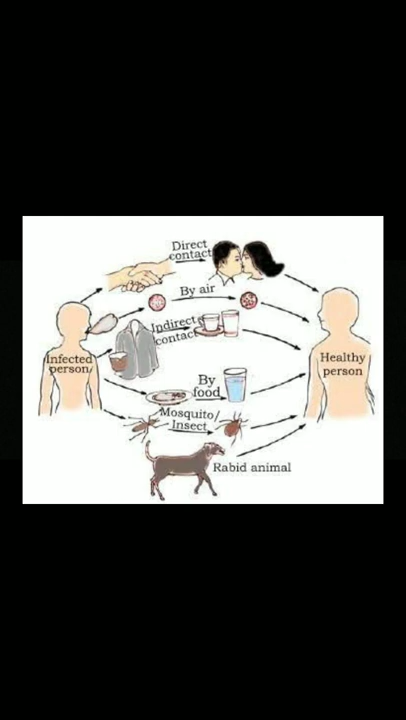 Direct
contact
By air
Indirect
contact
Infected
person
Healthy
person
By
food
Mosquito/
Insect
Rabid animal